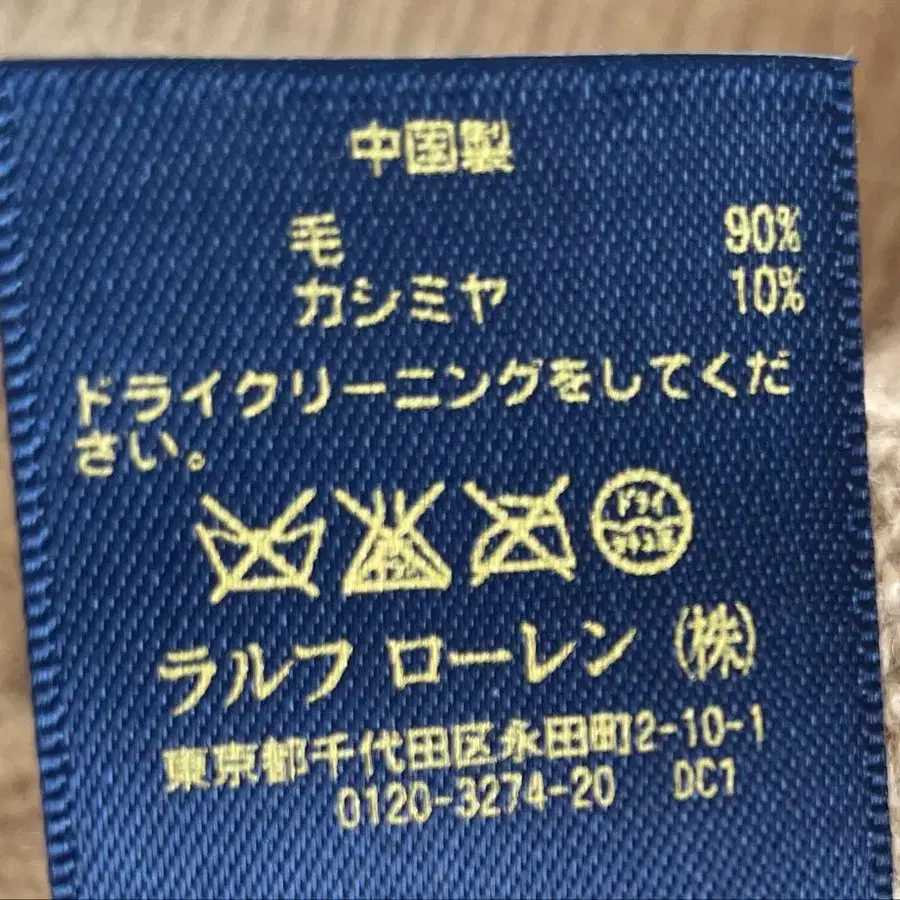 中国製
毛 90%
カシミヤ 10%
ドライクリーニングをしてくだ
さい。
ドライ
ラルフ ローレン ㈱
東京都千代田区永田町2-10-1
0120-3274-20 DC1